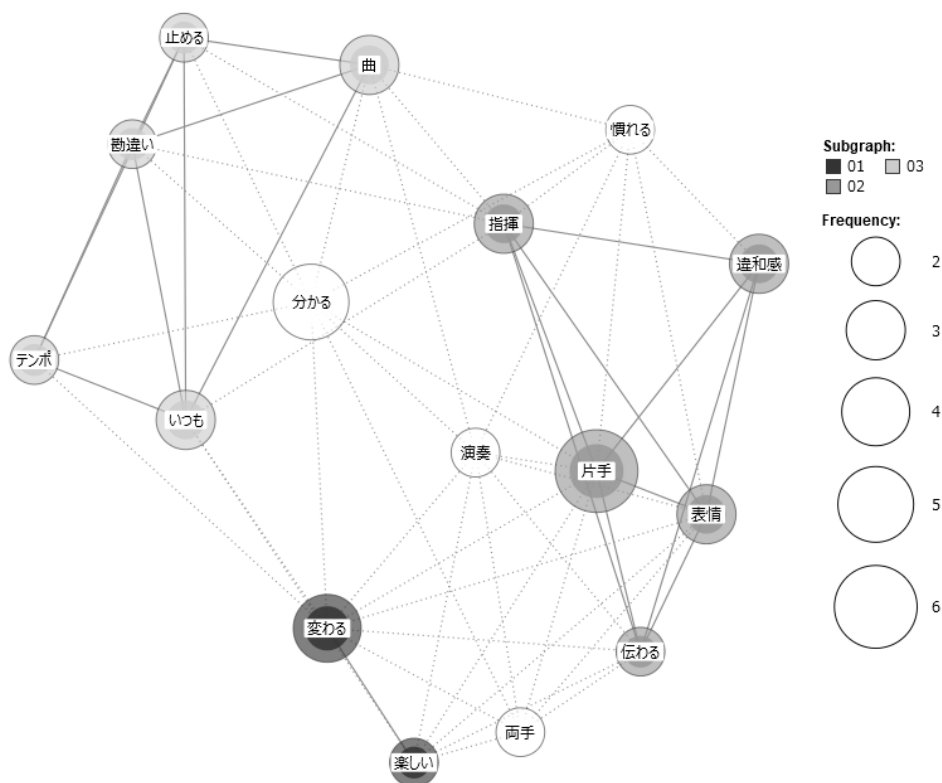 止める
曲
慣れる
勘違い
指揮
違和感
分かる
テンポ
いつも
演奏
片手
表情
変わる
伝わる
両手
楽しい
Subgraph:
01 03
02
Frequency:
2
3
4
5
6